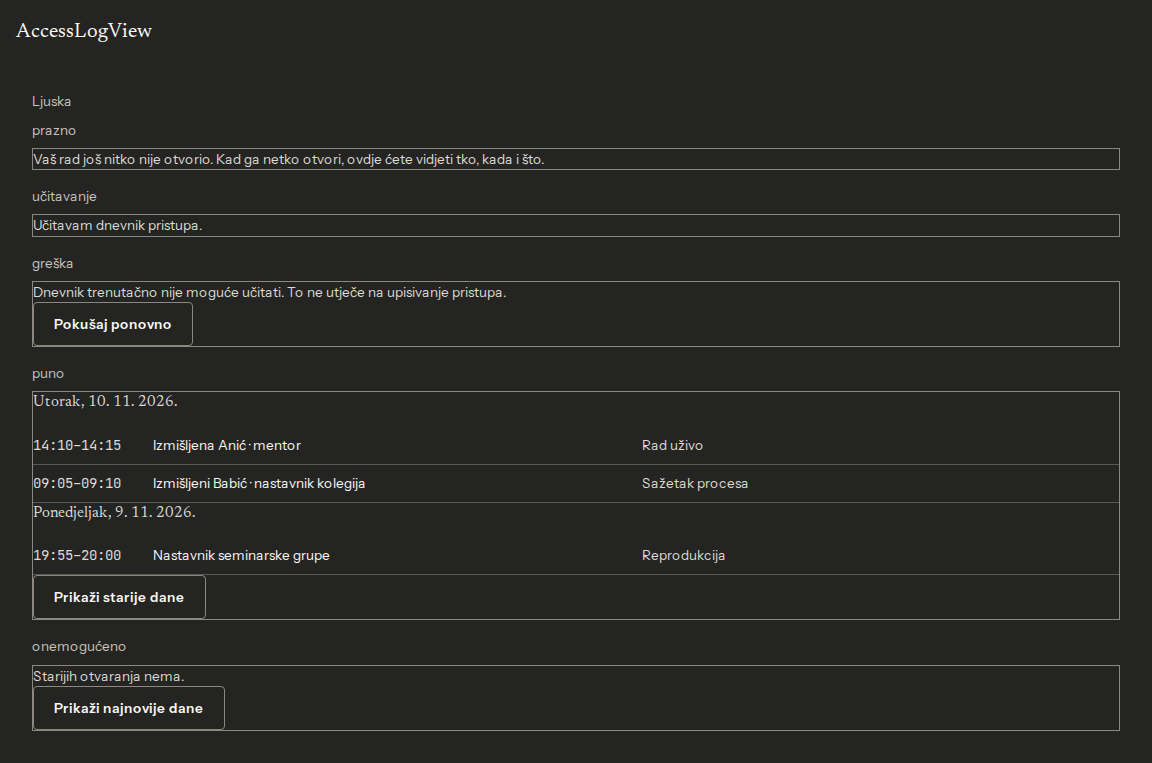 AccessLogView
Ljuska
prazno
Vaš rad još nitko nije otvorio. Kad ga netko otvori, ovdje ćete vidjeti tko, kada i što.
učitavanje
Učitavam dnevnik pristupa.
greška
Dnevnik trenutačno nije moguće učitati. To ne utječe na upisivanje pristupa.
Pokušaj ponovno
puno
Utorak, 10. 11. 2026.
14:10–14:15 Izmišljena Anić · mentor Rad uživo
09:05–09:10 Izmišljeni Babić · nastavnik kolegija Sažetak procesa
Ponedjeljak, 9. 11. 2026.
19:55–20:00 Nastavnik seminarske grupe Reprodukcija
Prikaži starije dane
onemogućeno
Starijih otvaranja nema.
Prikaži najnovije dane